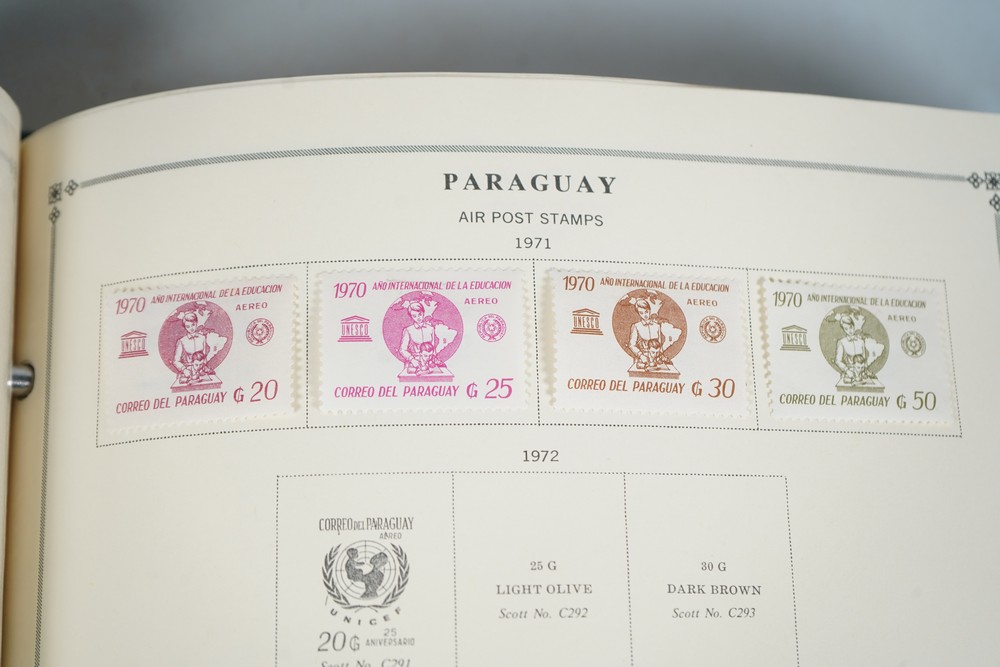 PARAGUAY
AIR POST STAMPS
1971
1970 AÑO INTERNACIONAL DE LA EDUCACION
AEREO
UNESCO
CORREO DEL PARAGUAY ₲ 20
1970 AÑO INTERNACIONAL DE LA EDUCACION
AEREO
UNESCO
CORREO DEL PARAGUAY ₲ 25
1970 AÑO INTERNACIONAL DE LA EDUCACION
AEREO
UNESCO
CORREO DEL PARAGUAY ₲ 30
1970 AÑO INTERNACIONAL DE LA EDUCACION
AEREO
UNESCO
CORREO DEL PARAGUAY ₲ 50
1972
CORREO DEL PARAGUAY
AEREO
UNICEF
20 ₲ 25
ANIVERSARIO
Scott No. C291
25 G
LIGHT OLIVE
Scott No. C292
30 G
DARK BROWN
Scott No. C293